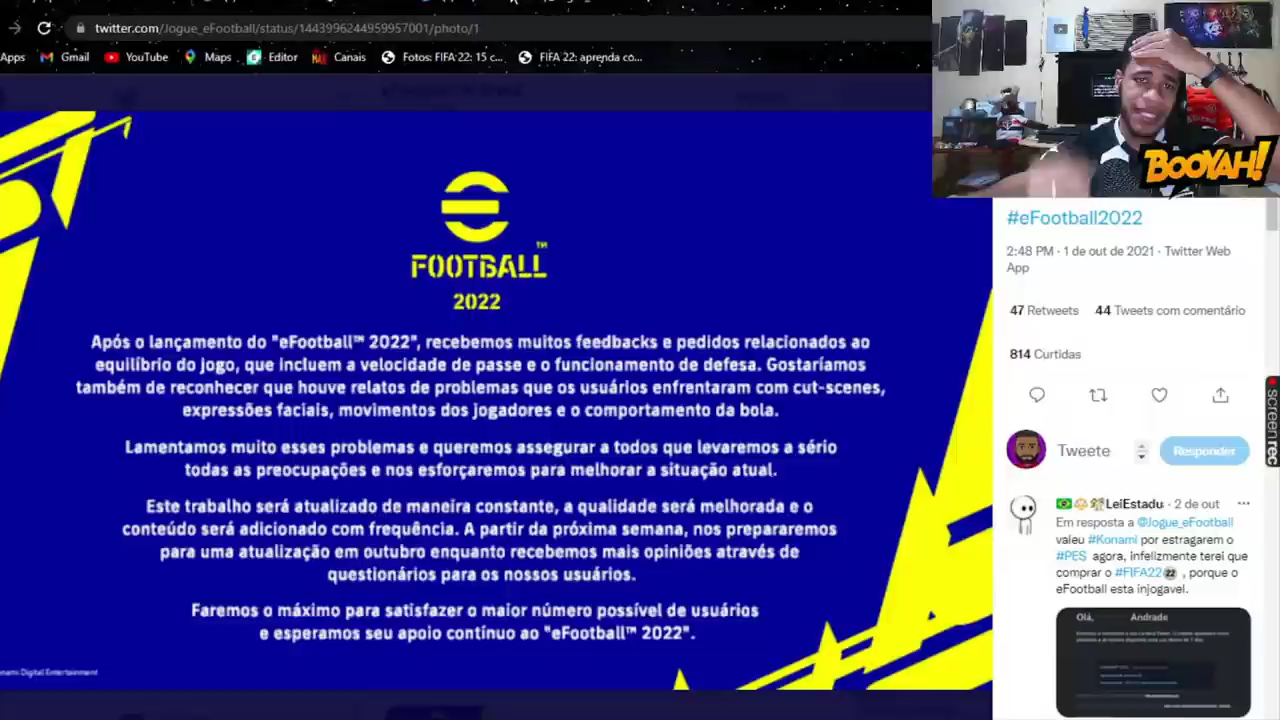 twitter.com/Jogue_eFootball/status/1443996244959957001/photo/1
Apps Gmail YouTube Maps Editor Fotos FIFA 22: 15 c... FIFA 22: aprenda co...
BOOYAH!
FOOTBALL™
2022
Após o lançamento do "eFootball™ 2022", recebemos muitos feedbacks e pedidos relacionados ao
equilíbrio do jogo, que incluem a velocidade de passe e o funcionamento de defesa. Gostaríamos
também de reconhecer que houve relatos de problemas que os usuários enfrentaram com cut-scenes,
expressões faciais, movimentos dos jogadores e o comportamento da bola.
Lamentamos muito esses problemas e queremos assegurar a todos que levaremos a sério
todas as preocupações e nos esforçaremos para melhorar a situação atual.
Este trabalho será atualizado de maneira constante, a qualidade será melhorada e o
conteúdo será adicionado com frequência. A partir da próxima semana, nos prepararemos
para uma atualização em outubro, enquanto recebemos mais opiniões através de
questionários para os nossos usuários.
Faremos o máximo para satisfazer o maior número possível de usuários
e esperamos seu apoio contínuo ao "eFootball™ 2022".
onami Digital Entertainment
#eFootball2022
2:48 PM · 1 de out de 2021 · Twitter Web
App
47 Retweets 44 Tweets com comentário
814 Curtidas
Tweete Responder
screenrec
LeiEstadu · 2 de out
Em resposta a @Jogue_eFootball
valeu #Konami por estragarem o
#PES agora, infelizmente terei que
comprar o #FIFA22 , porque o
eFootball esta injogavel.
Olá, Andrade